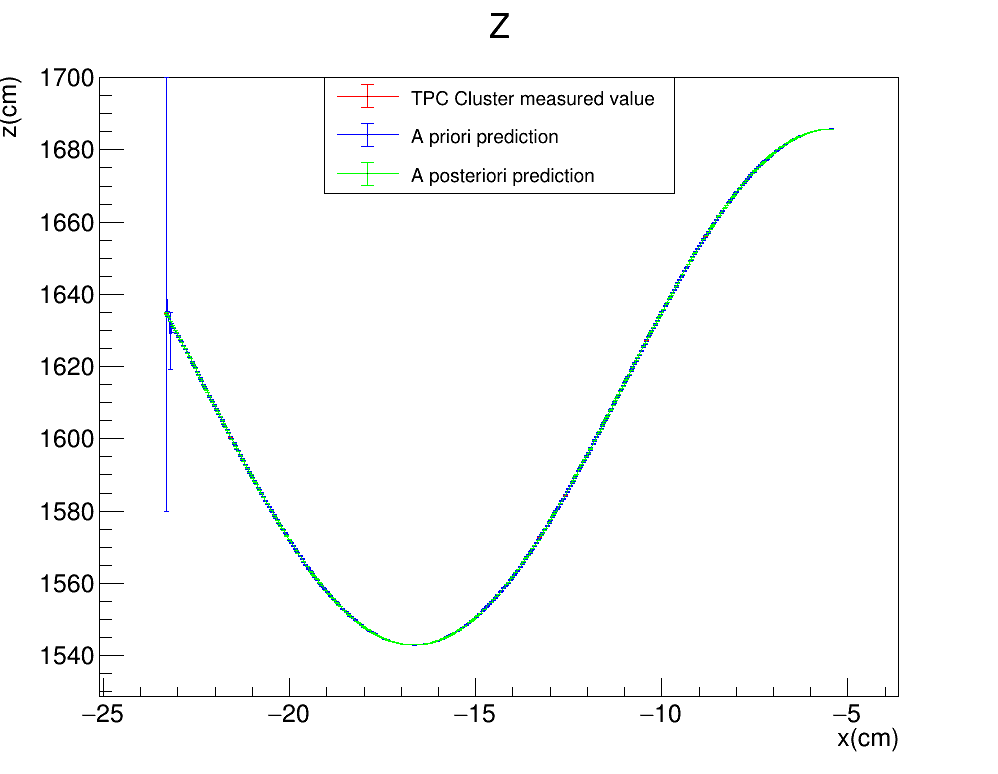 Z
z(cm)
1700
1680
1660
1640
1620
1600
1580
1560
1540
TPC Cluster measured value
A priori prediction
A posteriori prediction
−25 −20 −15 −10 −5
x(cm)